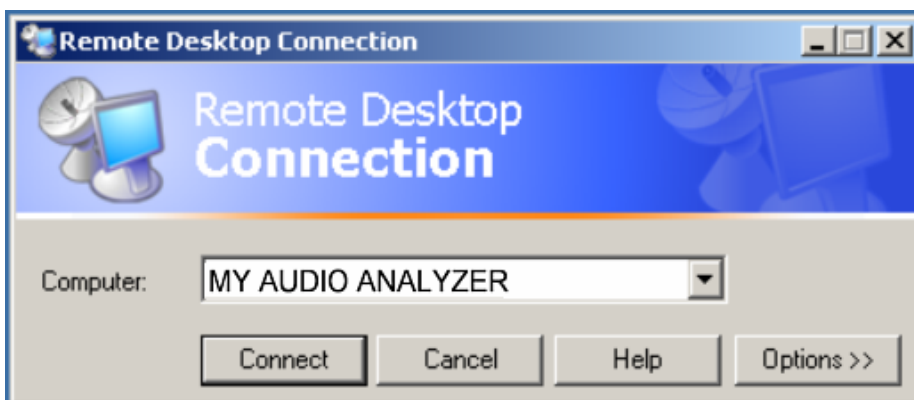 Remote Desktop Connection
Remote Desktop
Connection
Computer: MY AUDIO ANALYZER
Connect Cancel Help Options >>